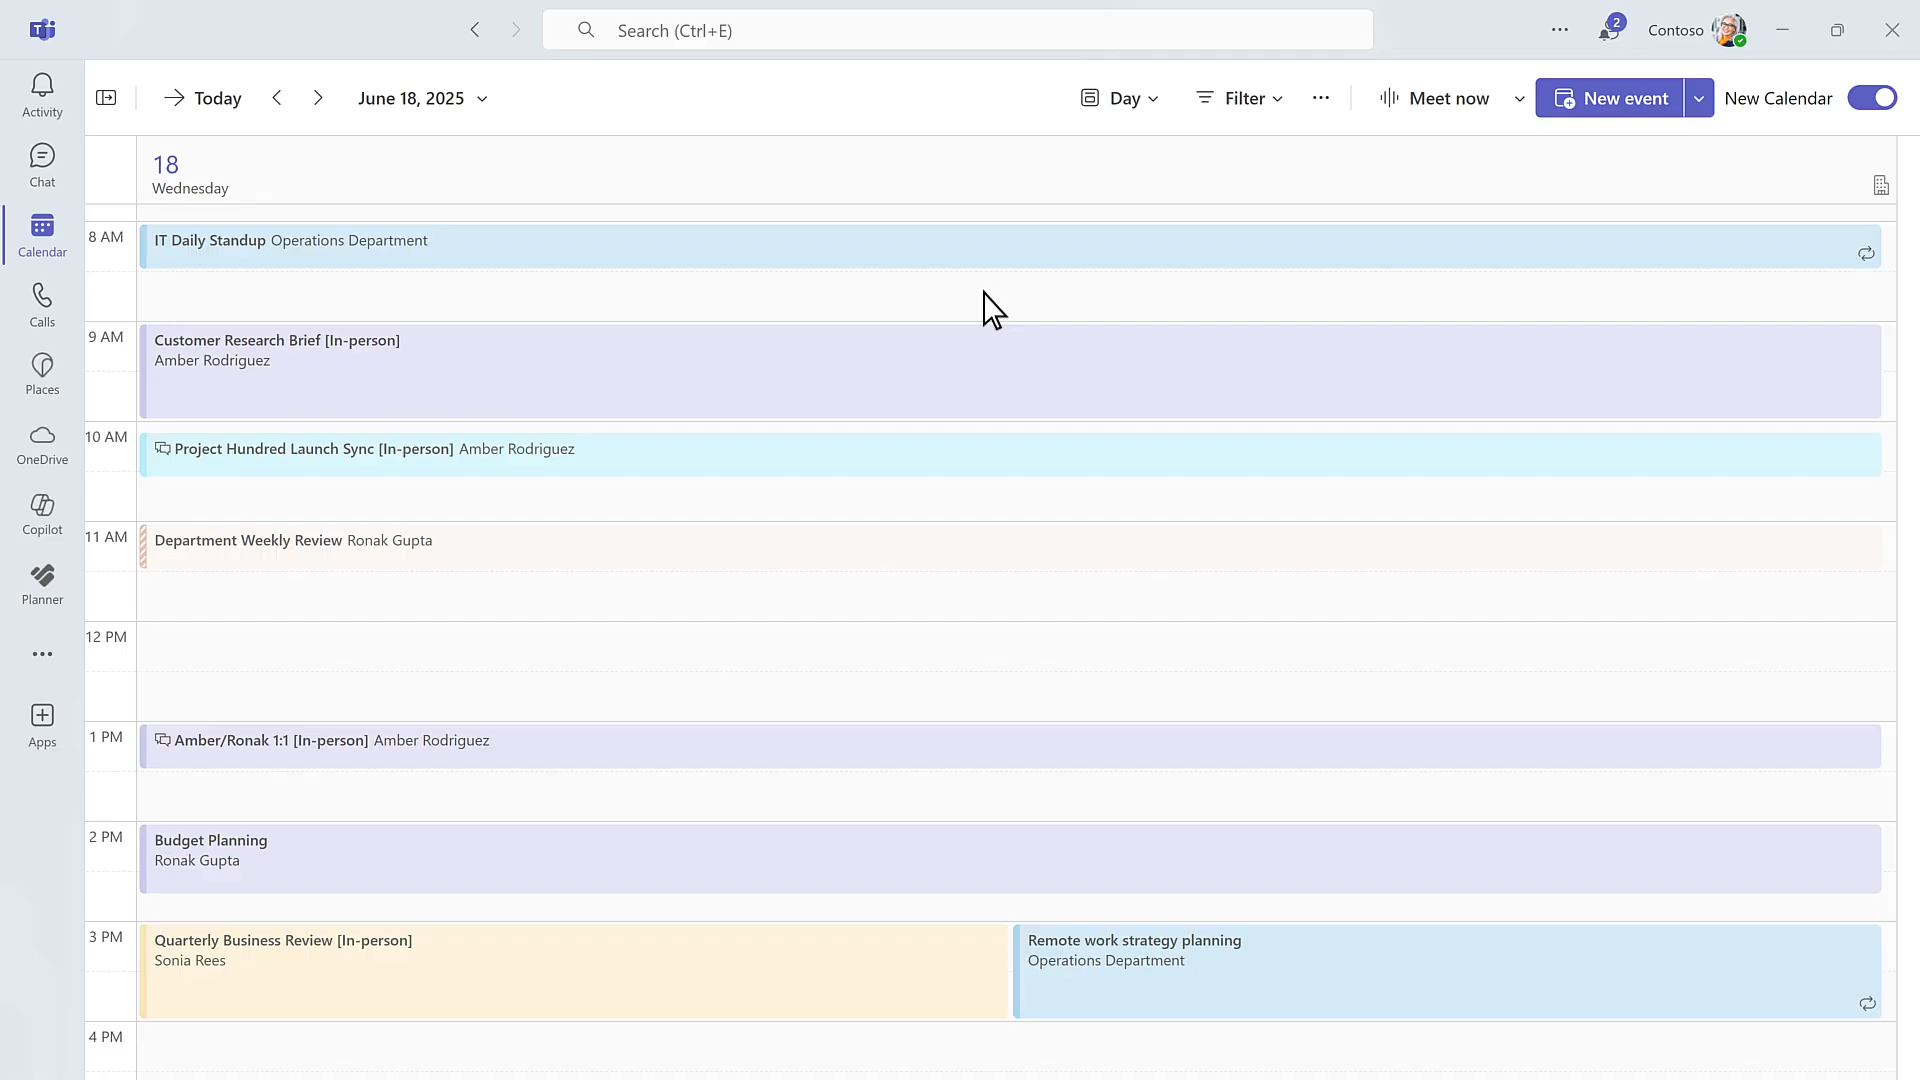 Search (Ctrl+E)
2
Contoso
Activity
Chat
Calendar
Calls
Places
OneDrive
Copilot
Planner
Apps
Today
June 18, 2025
Day
Filter
Meet now
New event
New Calendar
18
Wednesday
8 AM
IT Daily Standup Operations Department
9 AM
Customer Research Brief [In-person]
Amber Rodriguez
10 AM
Project Hundred Launch Sync [In-person] Amber Rodriguez
11 AM
Department Weekly Review Ronak Gupta
12 PM
1 PM
Amber/Ronak 1:1 [In-person] Amber Rodriguez
2 PM
Budget Planning
Ronak Gupta
3 PM
Quarterly Business Review [In-person]
Sonia Rees
Remote work strategy planning
Operations Department
4 PM